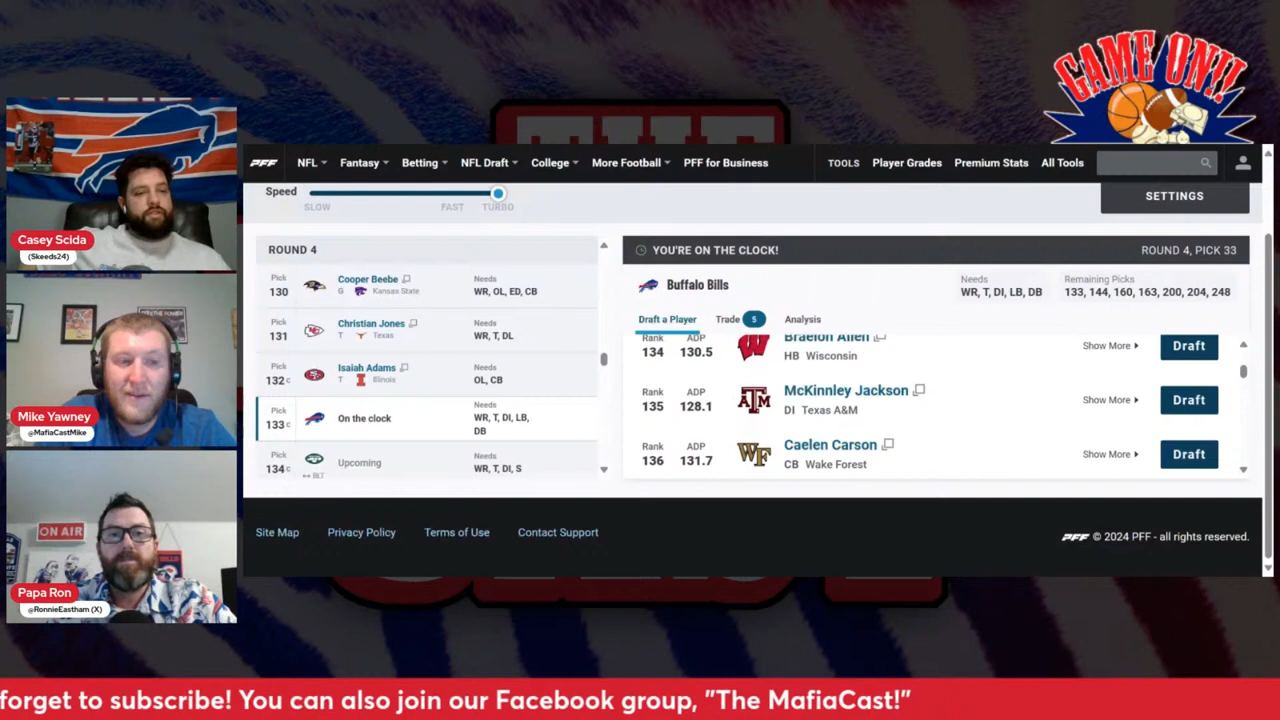 GAME ON!!
PFF
NFL
Fantasy
Betting
NFL Draft
College
More Football
PFF for Business
TOOLS
Player Grades
Premium Stats
All Tools
Speed
SLOW
FAST
TURBO
SETTINGS
Casey Scida
(Skeeds24)
ROUND 4
YOU'RE ON THE CLOCK!
ROUND 4, PICK 33
Pick
130
Cooper Beebe
G Kansas State
Needs
WR, OL, ED, CB
Buffalo Bills
Needs
WR, T, DI, LB, DB
Remaining Picks
133, 144, 160, 163, 200, 204, 248
Pick
131
Christian Jones
T Texas
Needs
WR, T, DL
Draft a Player
Trade 5
Analysis
Rank
134
ADP
130.5
Braelon Allen
HB Wisconsin
Show More
Draft
Pick
132 c
Isaiah Adams
T Illinois
Needs
OL, CB
Rank
135
ADP
128.1
McKinnley Jackson
DI Texas A&M
Show More
Draft
Pick
133 c
On the clock
Needs
WR, T, DI, LB,
DB
Rank
136
ADP
131.7
Caelen Carson
CB Wake Forest
Show More
Draft
Pick
134 c
BLT
Upcoming
Needs
WR, T, DI, S
Mike Yawney
@MafiaCastMike
ON AIR
Papa Ron
@RonnieEastham (X)
Site Map
Privacy Policy
Terms of Use
Contact Support
PFF © 2024 PFF - all rights reserved.
forget to subscribe! You can also join our Facebook group, "The MafiaCast!"